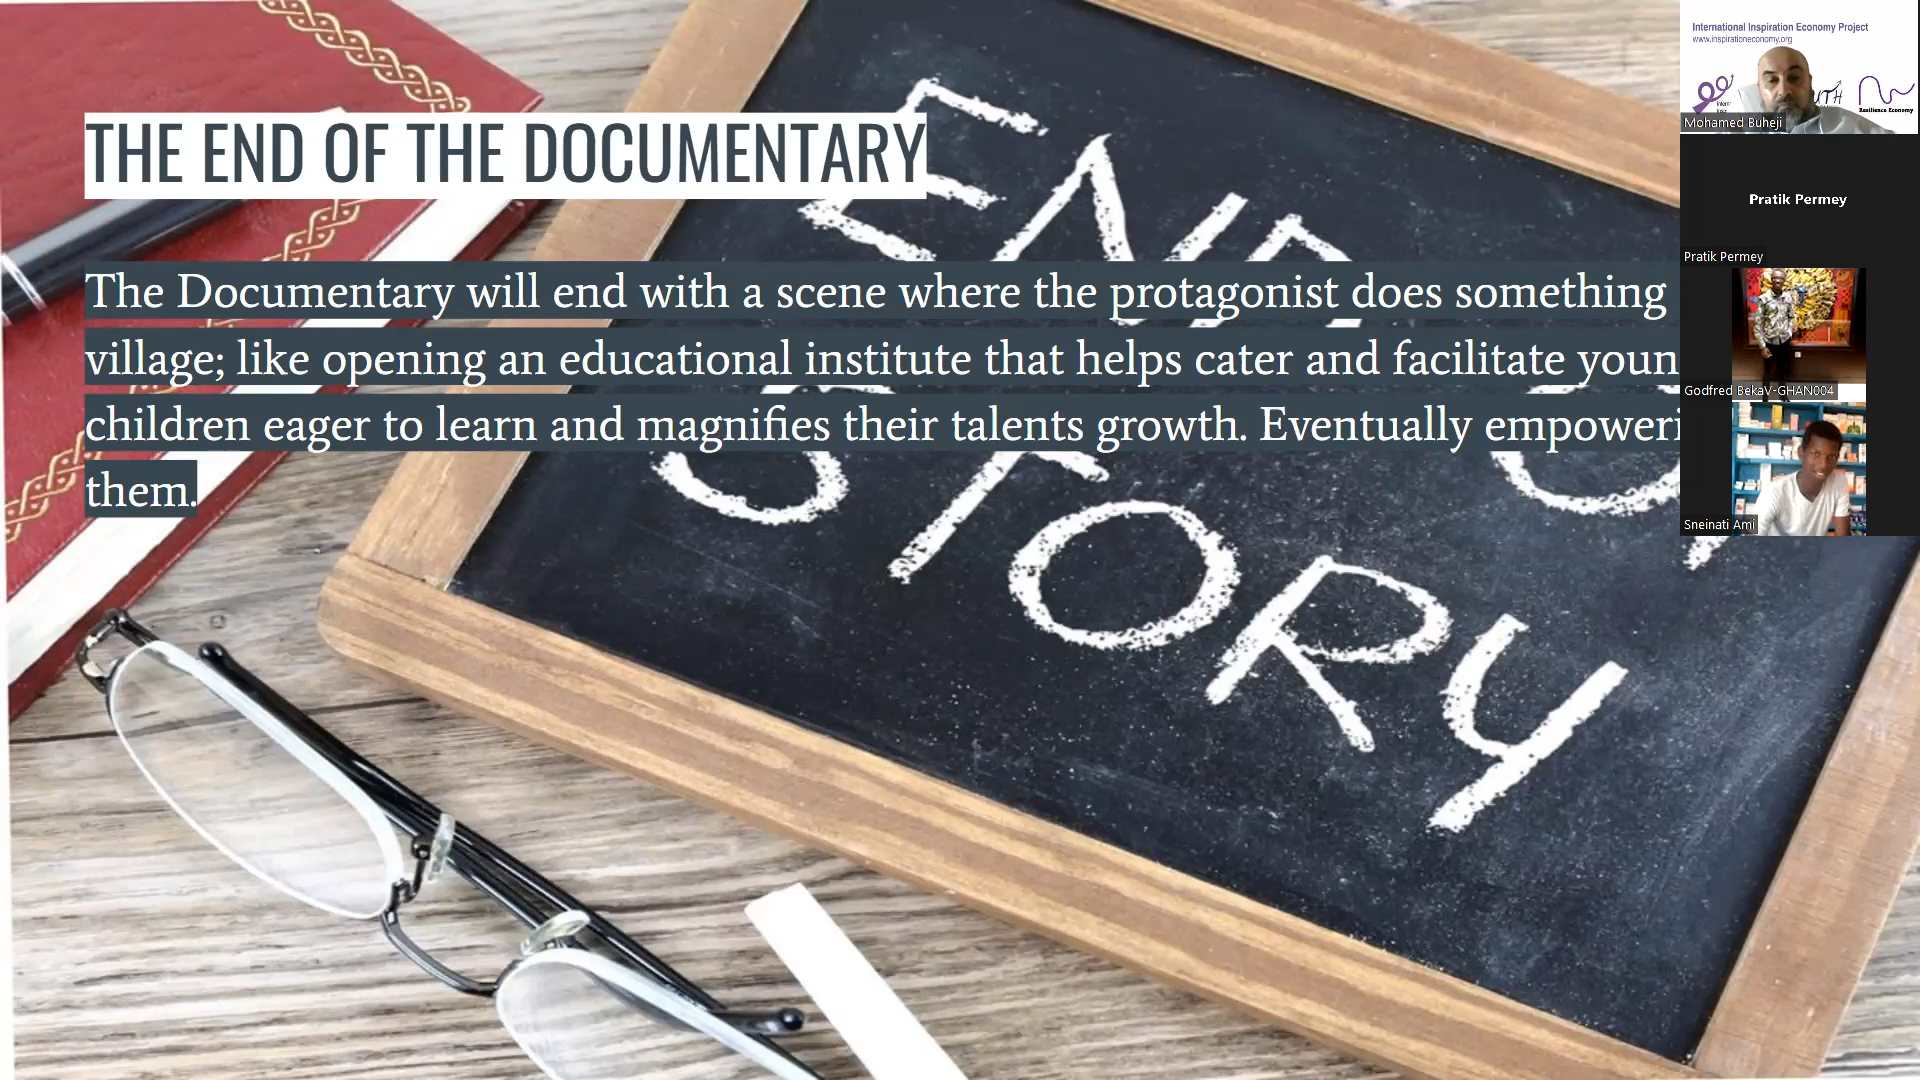 THE END OF THE DOCUMENTARY
The Documentary will end with a scene where the protagonist does something
village; like opening an educational institute that helps cater and facilitate youn
children eager to learn and magnifies their talents growth. Eventually empoweri
them.
END
STORY
International Inspiration Economy Project
www.inspirationeconomy.org
Resilience Economy
Mohamed Buheji
Pratik Permey
Pratik Permey
Godfred BekaV-GHAN004
Sneinati Ami